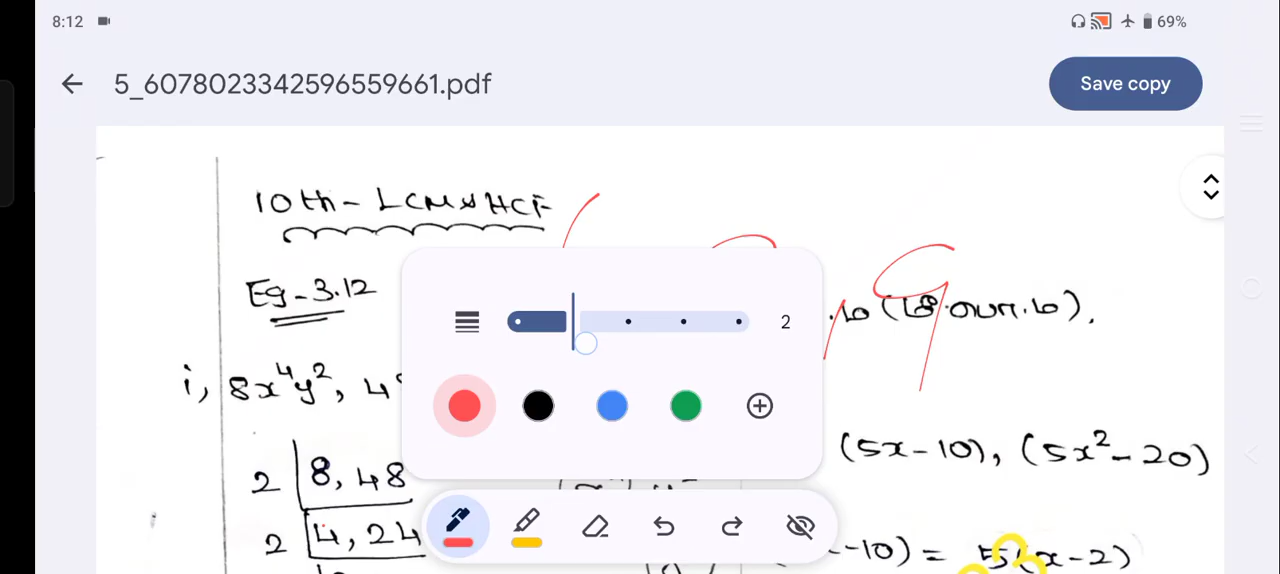 8:12
69%
5_6078023342596559661.pdf
Save copy
10th - LCM & HCF
Eg - 3.12
2
i, 8x⁴y², 4
(5x-10), (5x²-20)
2 8, 48
2 4, 24
-10) = 5(x-2)